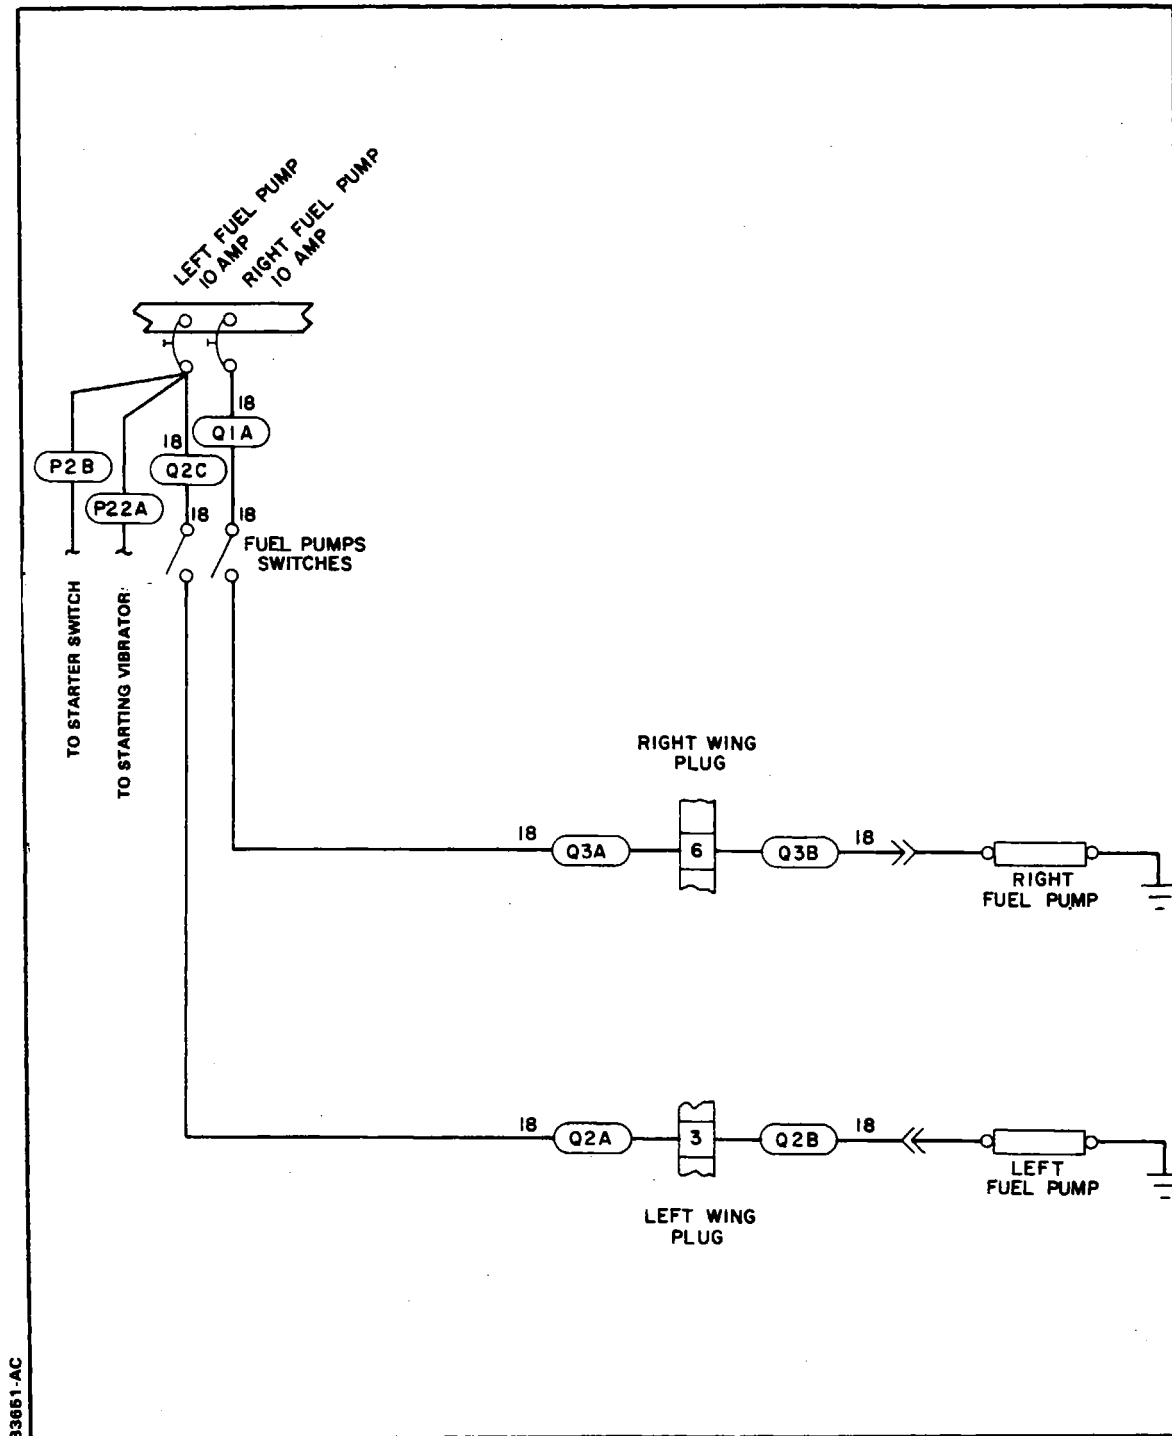 LEFT FUEL PUMP
10 AMP
RIGHT FUEL PUMP
10 AMP
18
Q1A
18
P2B
Q2C
P22A
18
18
FUEL PUMPS
SWITCHES
TO STARTER SWITCH
TO STARTING VIBRATOR
RIGHT WING
PLUG
18
Q3A
6
Q3B
18
RIGHT
FUEL PUMP
18
Q2A
3
Q2B
18
LEFT
FUEL PUMP
LEFT WING
PLUG
33651-AC